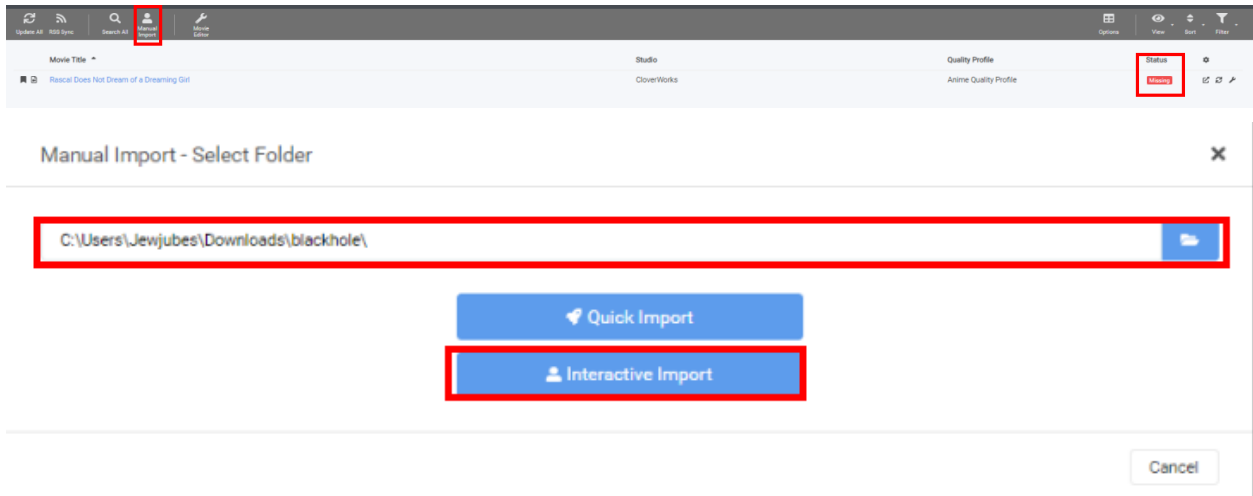 Update All RSS Sync Search All Manual Import Movie Editor Options View Sort Filter
Movie Title Studio Quality Profile Status
Rascal Does Not Dream of a Dreaming Girl CloverWorks Anime Quality Profile Missing
Manual Import - Select Folder
C:\Users\Jewjubes\Downloads\blackhole\
Quick Import
Interactive Import
Cancel